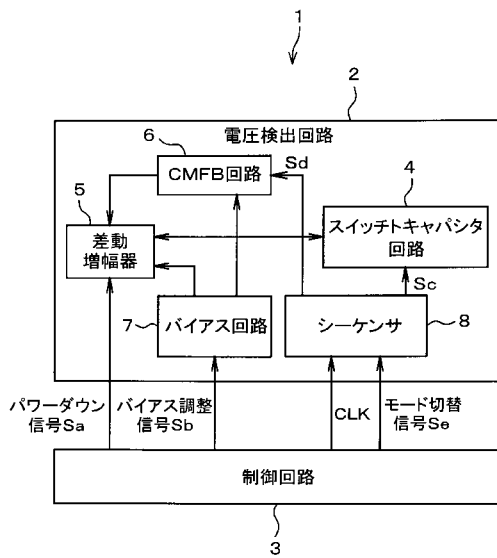 1
2
電圧検出回路
6
CMFB回路
Sd
4
5
差動
増幅器
スイッチトキャパシタ
回路
Sc
7
バイアス回路
シーケンサ
8
パワーダウン
信号Sa
バイアス調整
信号Sb
CLK
モード切替
信号Se
制御回路
3